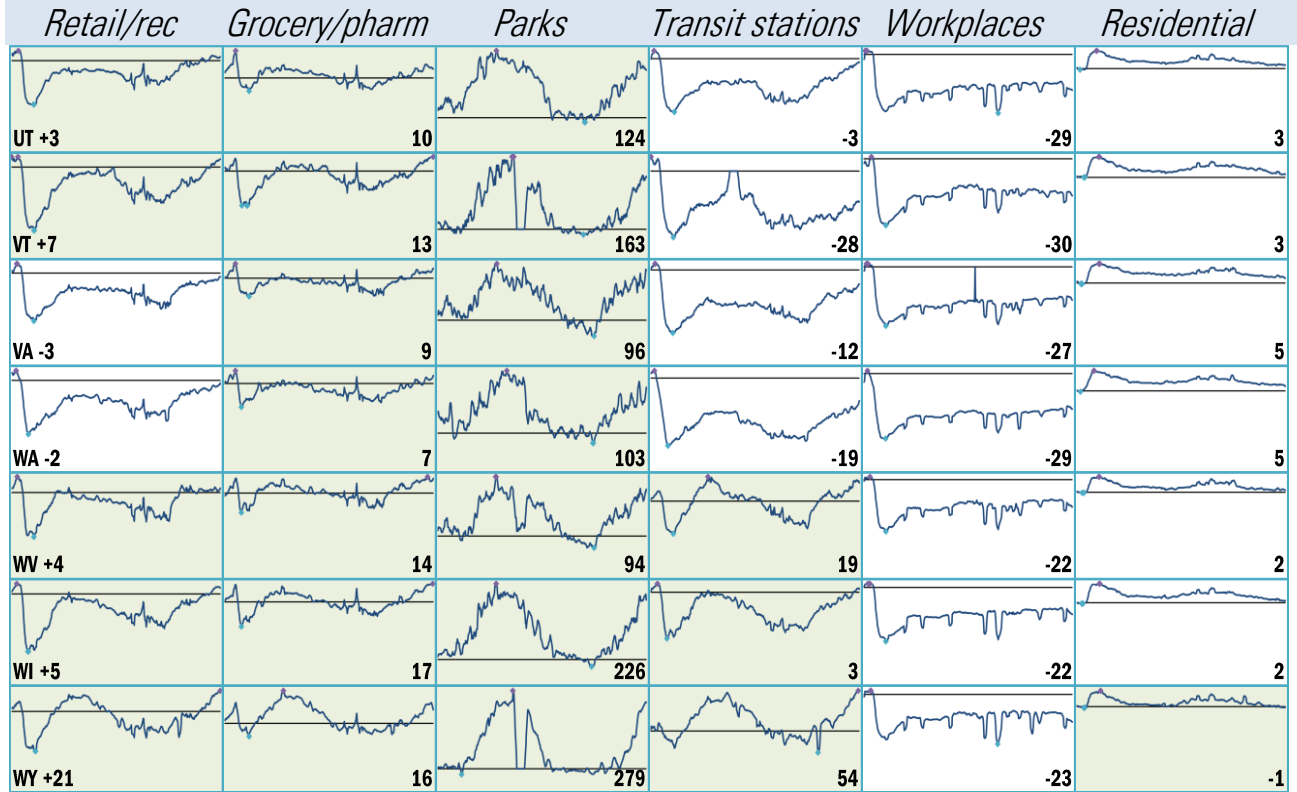 Retail/rec Grocery/pharm Parks Transit stations Workplaces Residential
UT +3 10 124 -3 -29 3
VT +7 13 163 -28 -30 3
VA -3 9 96 -12 -27 5
WA -2 7 103 -19 -29 5
WV +4 14 94 19 -22 2
WI +5 17 226 3 -22 2
WY +21 16 279 54 -23 -1